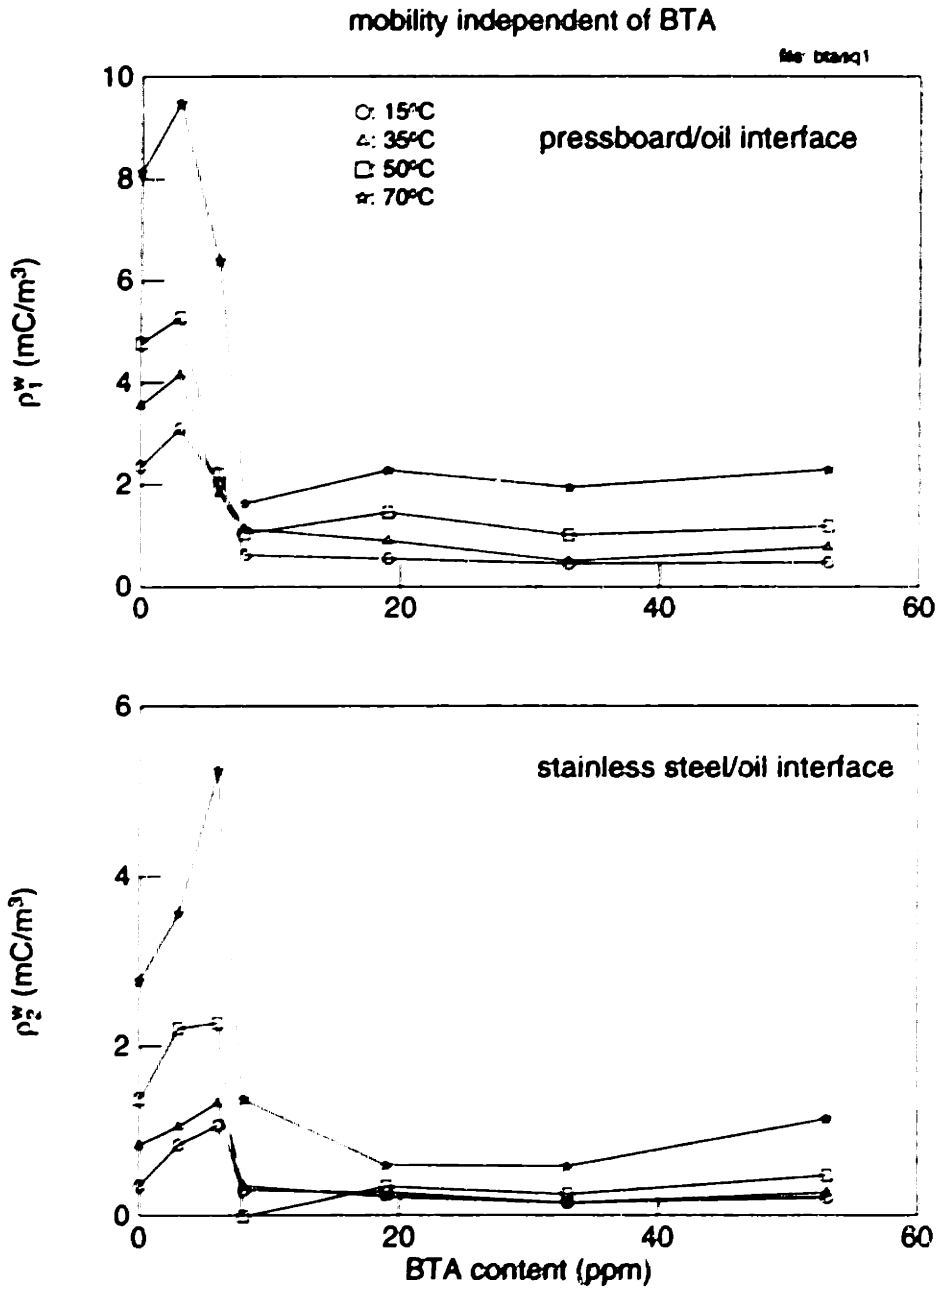 mobility independent of BTA
file: bta/sq1
10
8
6
4
2
0
ρ₁ʷ (mC/m³)
○: 15°C
△: 35°C
□: 50°C
☆: 70°C
pressboard/oil interface
0 20 40 60
6
4
2
0
ρ₂ʷ (mC/m³)
stainless steel/oil interface
0 20 40 60
BTA content (ppm)